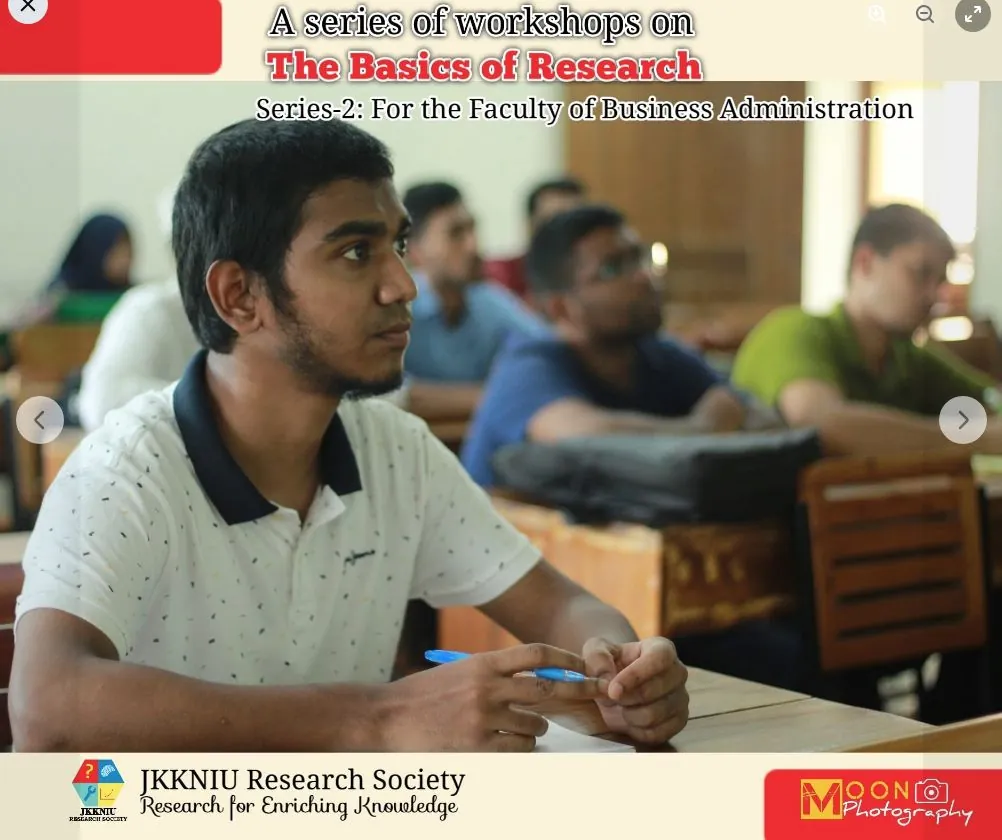 A series of workshops on
The Basics of Research
Series-2: For the Faculty of Business Administration
JKKNIU Research Society
Research for Enriching Knowledge
JKKNIU
RESEARCH SOCIETY
MOON
Photography